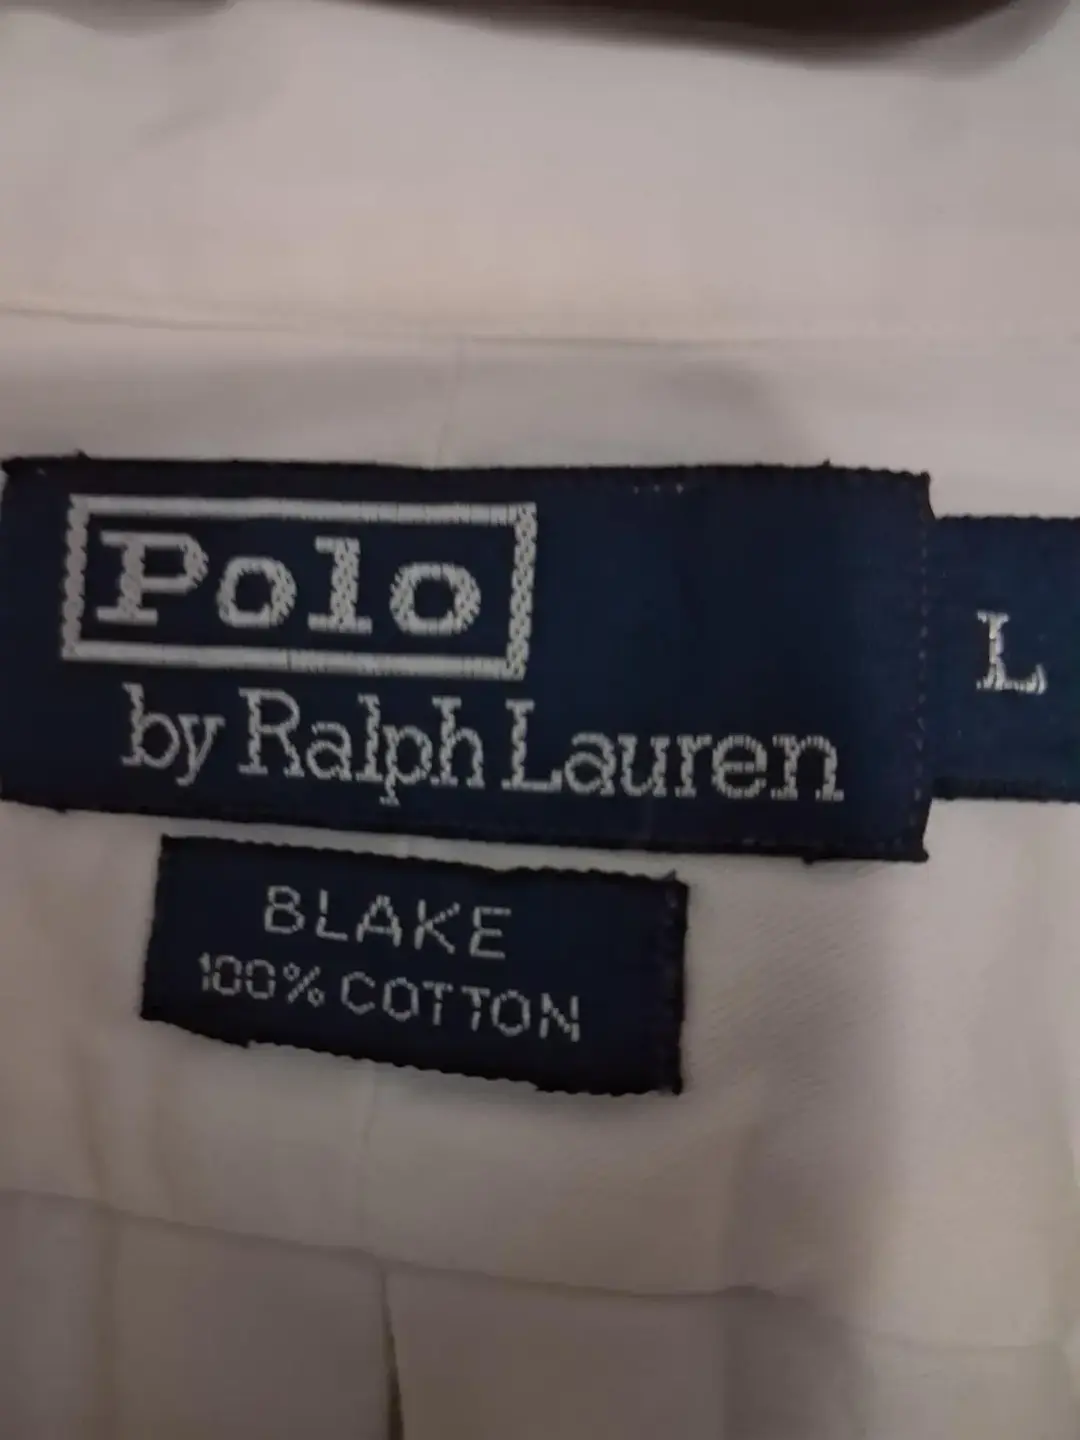 Polo
by Ralph Lauren
L
BLAKE
100% COTTON